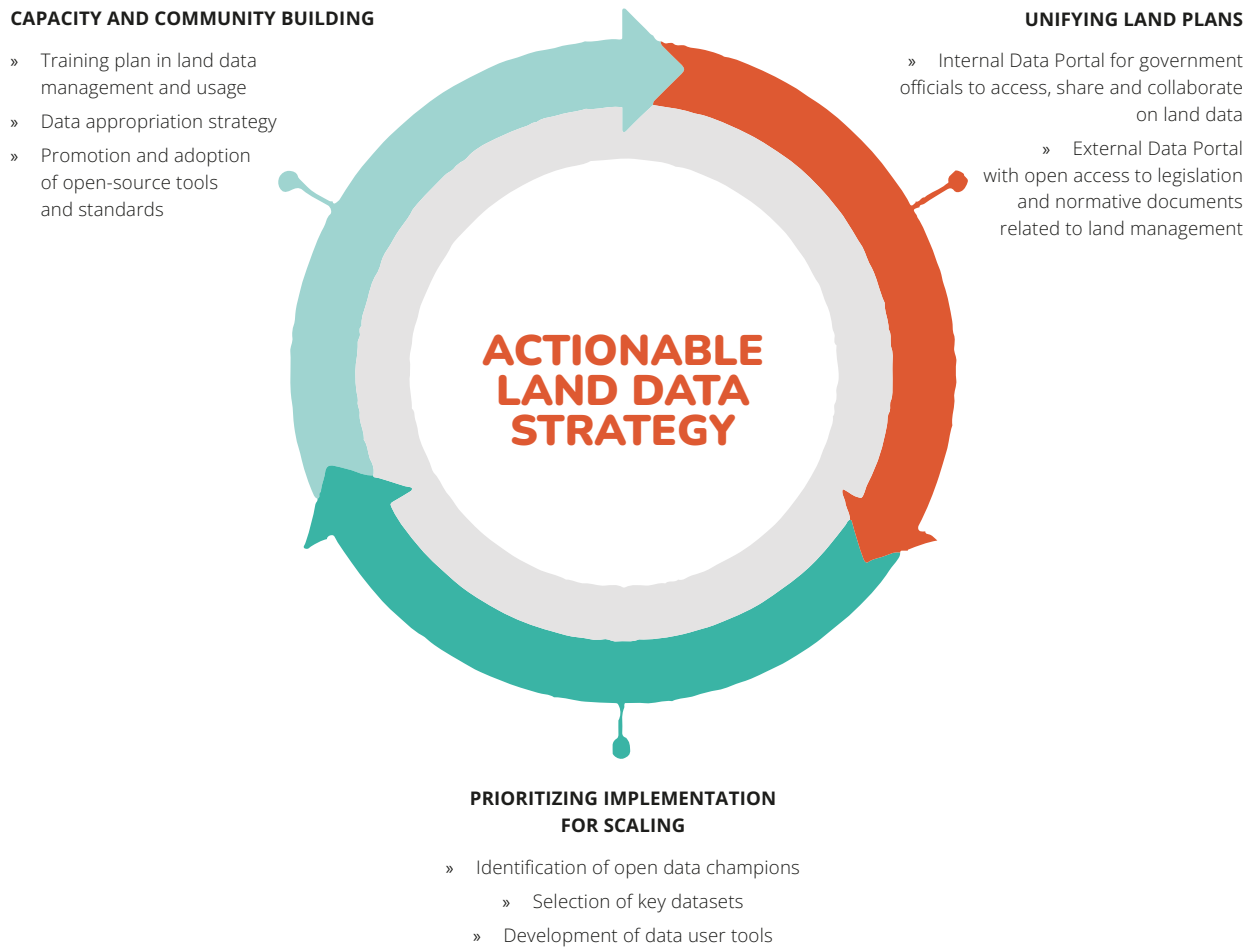 CAPACITY AND COMMUNITY BUILDING
» Training plan in land data
management and usage
» Data appropriation strategy
» Promotion and adoption
of open-source tools
and standards
UNIFYING LAND PLANS
» Internal Data Portal for government
officials to access, share and collaborate
on land data
» External Data Portal
with open access to legislation
and normative documents
related to land management
ACTIONABLE
LAND DATA
STRATEGY
PRIORITIZING IMPLEMENTATION
FOR SCALING
» Identification of open data champions
» Selection of key datasets
» Development of data user tools